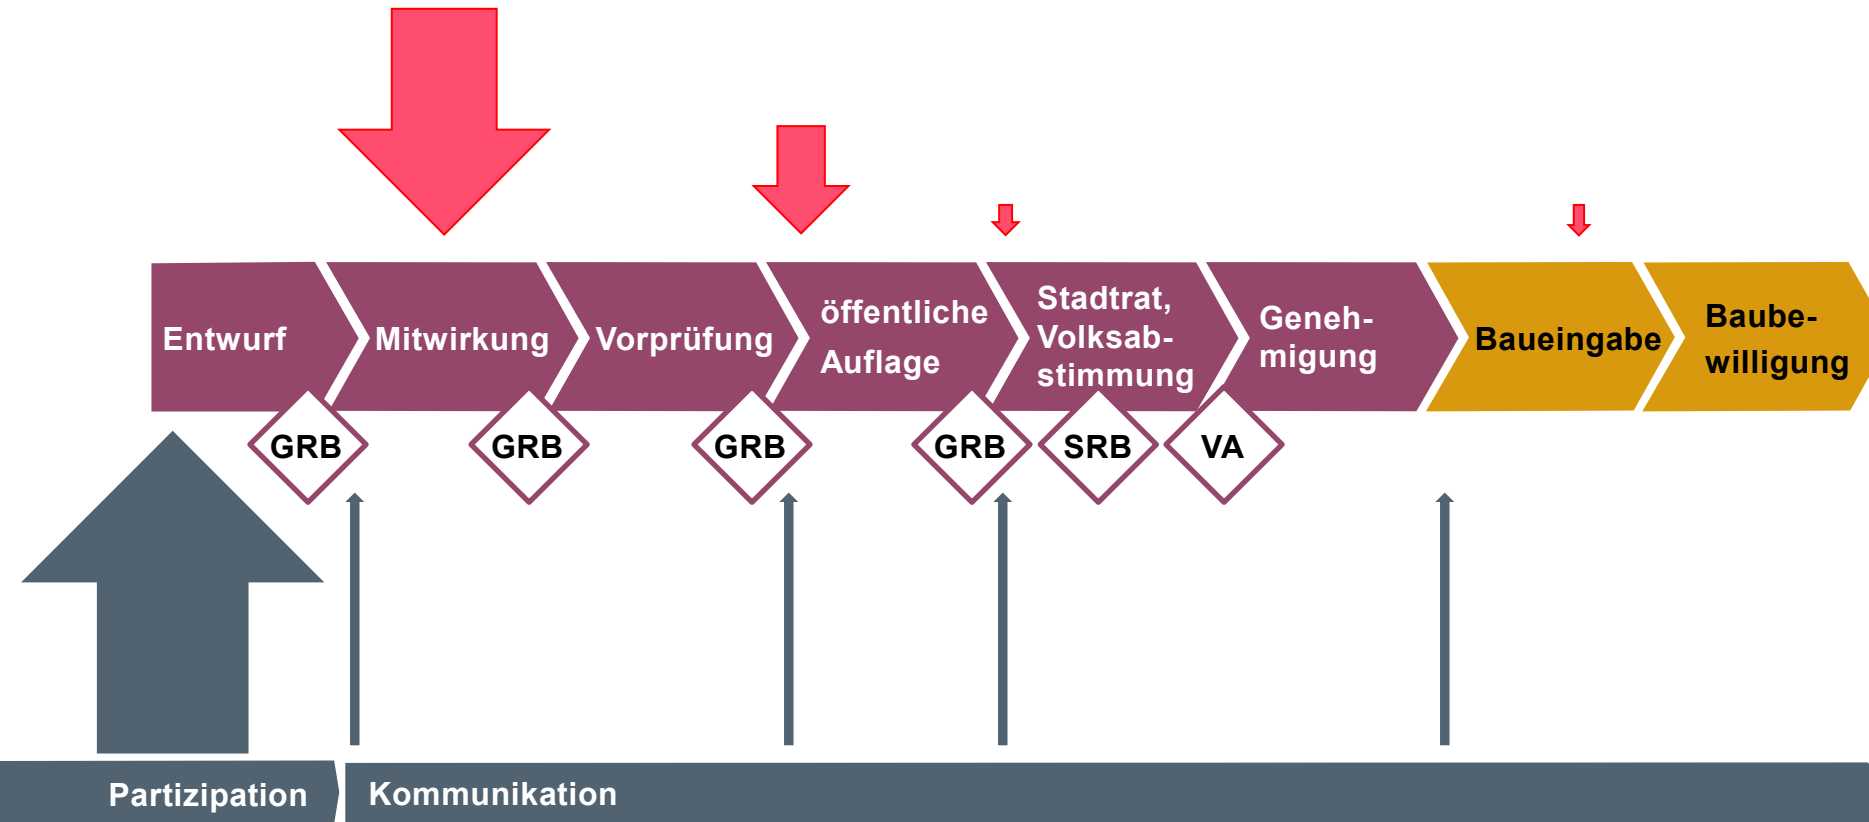 Entwurf
Mitwirkung
Vorprüfung
öffentliche
Auflage
Stadtrat,
Volksab-
stimmung
Geneh-
migung
Baueingabe
Baube-
willigung
GRB
GRB
GRB
GRB
SRB
VA
Partizipation
Kommunikation